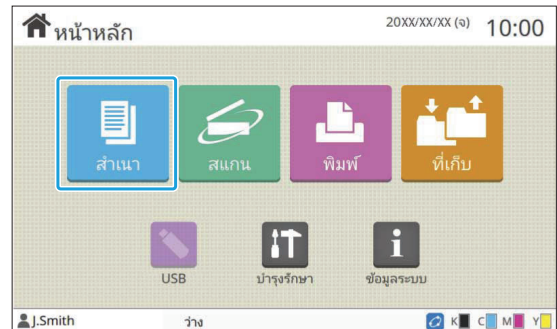 หน้าหลัก
20XX/XX/XX (จ) 10:00
สำเนา สแกน พิมพ์ ที่เก็บ
USB บำรุงรักษา ข้อมูลระบบ
J.Smith ว่าง K C M Y